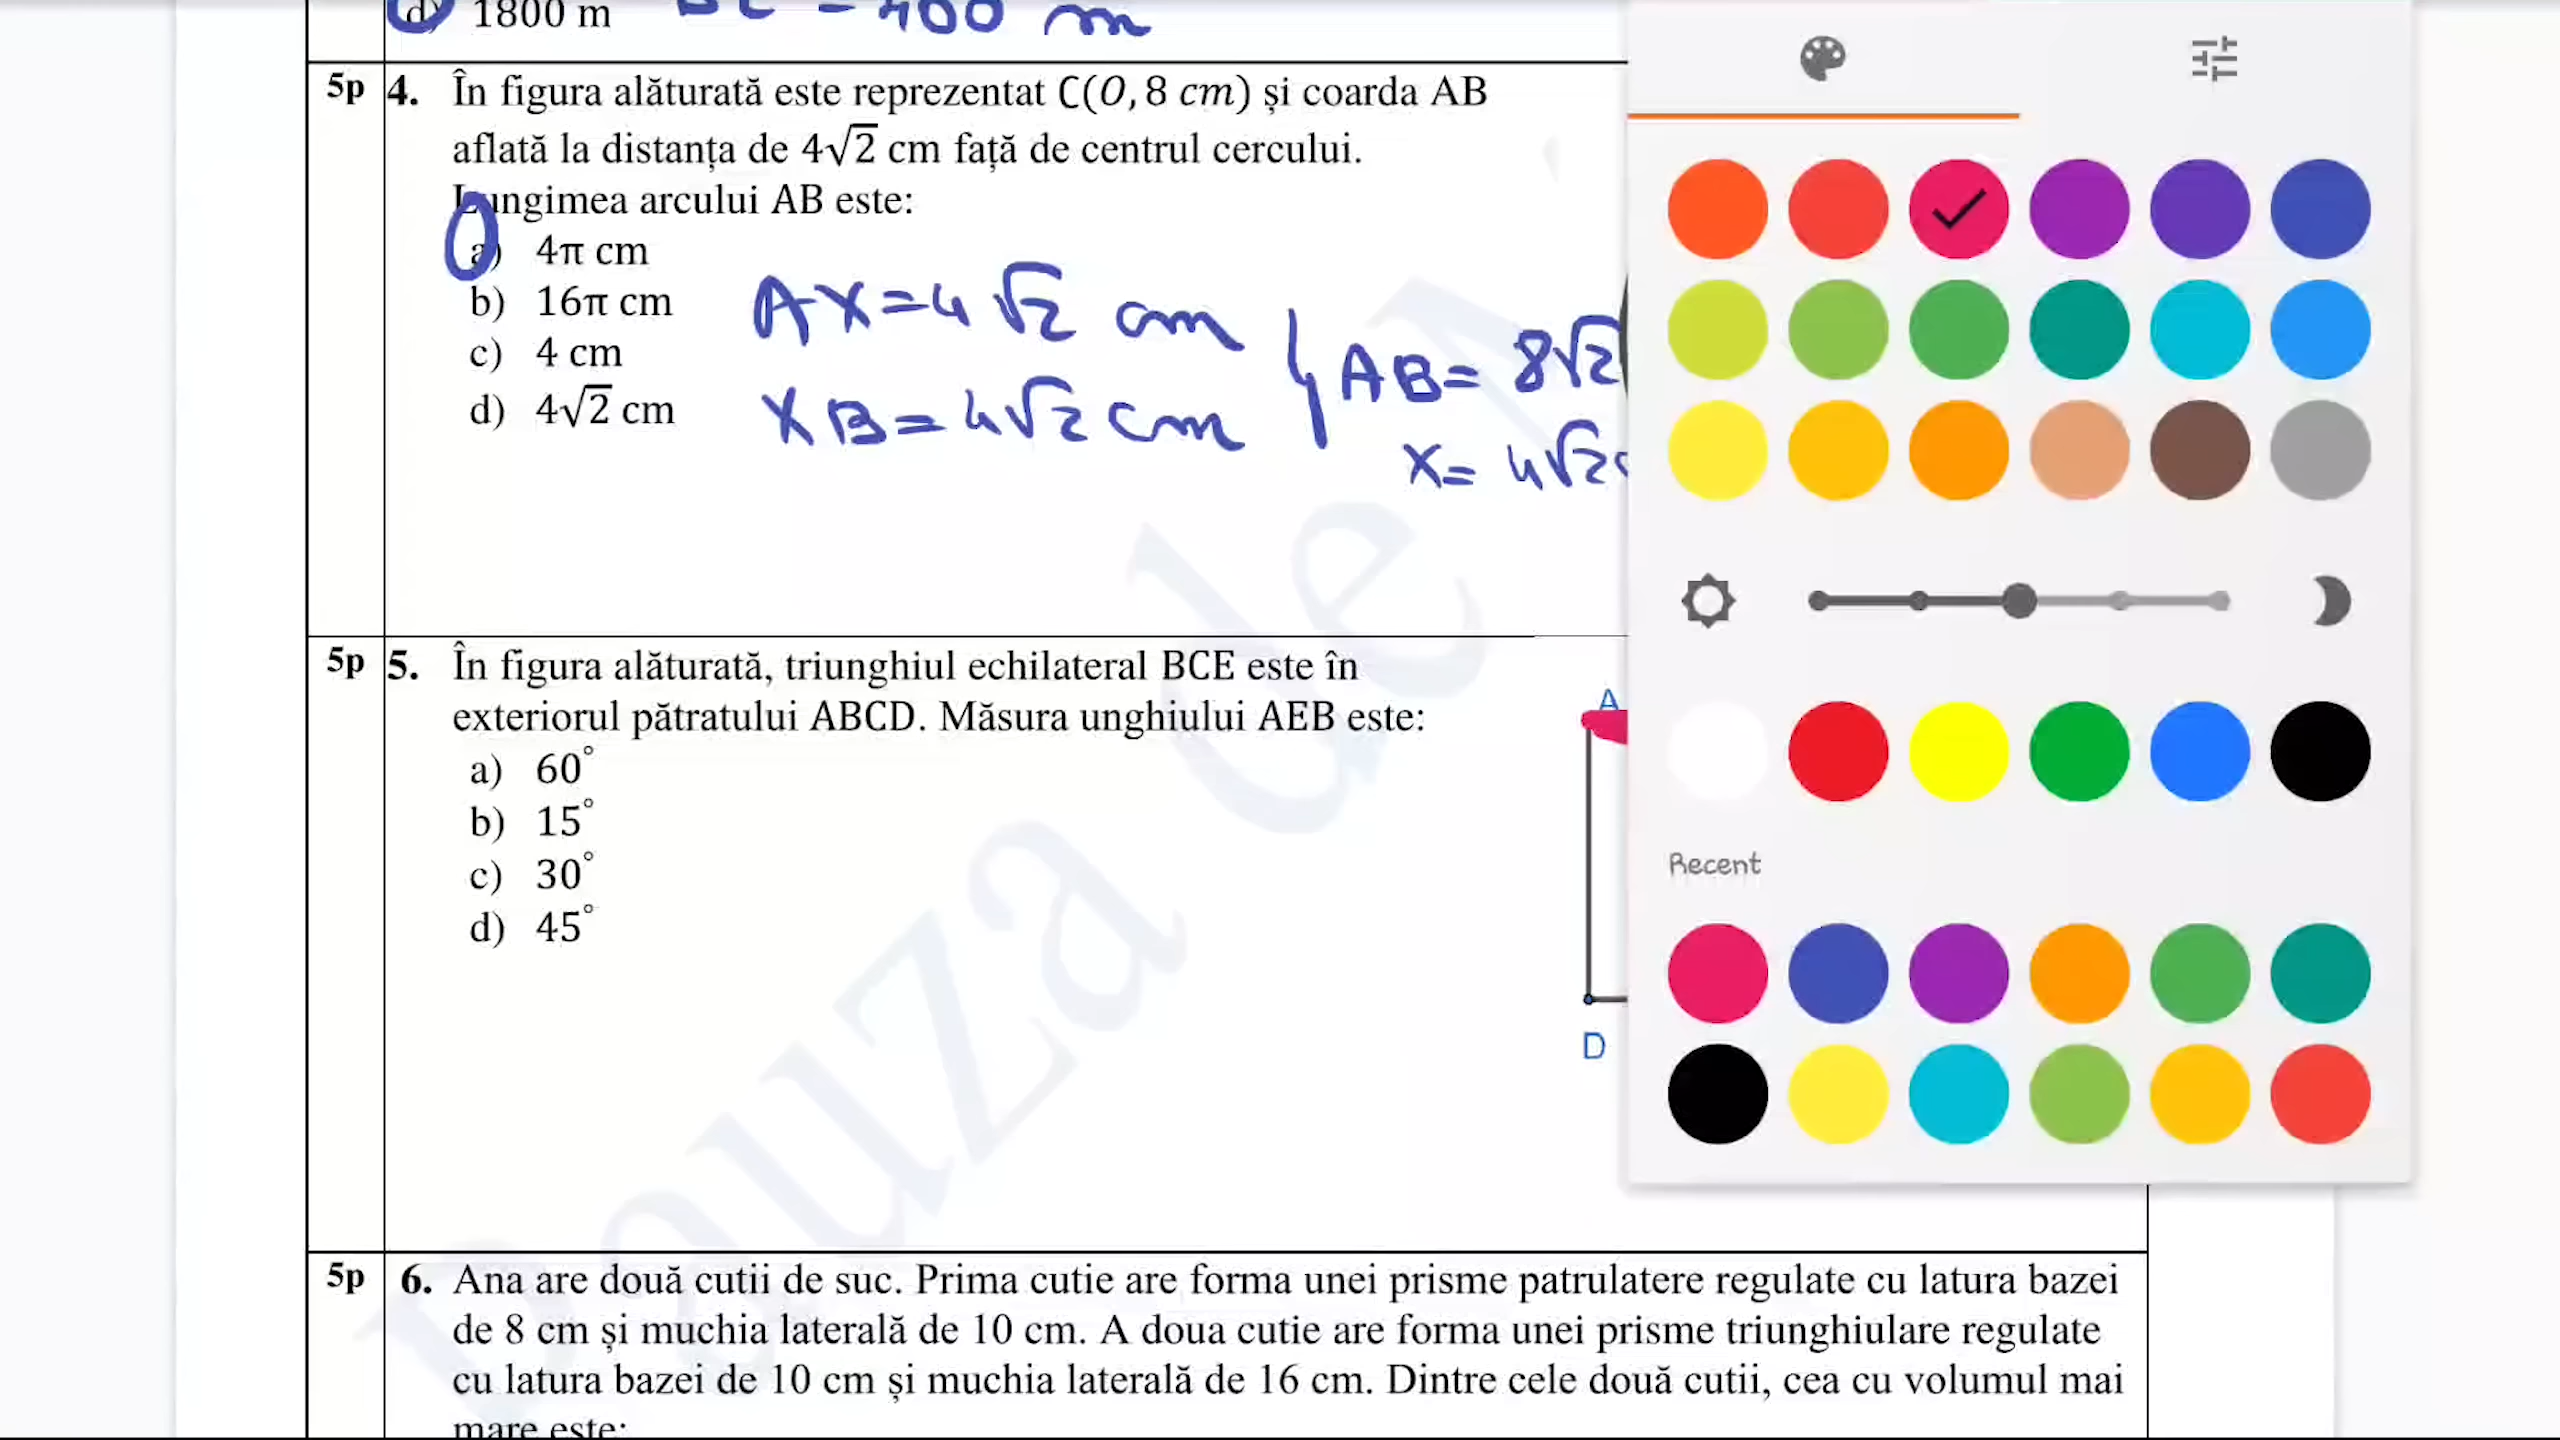 d) 1800 m BC = 400 m
5p 4. În figura alăturată este reprezentat C(O, 8 cm) și coarda AB
aflată la distanța de 4√2 cm față de centrul cercului.
Lungimea arcului AB este:
a) 4π cm
b) 16π cm
c) 4 cm
d) 4√2 cm
AX = 4√2 cm
XB = 4√2 cm
AB = 8√2
X = 4√2
5p 5. În figura alăturată, triunghiul echilateral BCE este în
exteriorul pătratului ABCD. Măsura unghiului AEB este:
a) 60°
b) 15°
c) 30°
d) 45°
A
D
Recent
5p 6. Ana are două cutii de suc. Prima cutie are forma unei prisme patrulatere regulate cu latura bazei
de 8 cm și muchia laterală de 10 cm. A doua cutie are forma unei prisme triunghiulare regulate
cu latura bazei de 10 cm și muchia laterală de 16 cm. Dintre cele două cutii, cea cu volumul mai
mare este:
Pauza de M